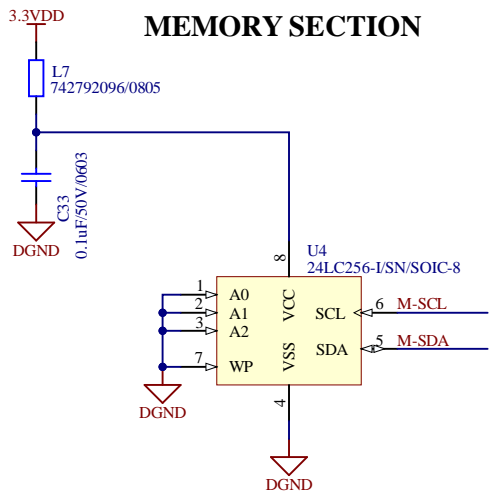 MEMORY SECTION
3.3VDD
L7
742792096/0805
C33
0.1uF/50V/0603
DGND
U4
24LC256-I/SN/SOIC-8
8
VCC
1
A0
2
A1
3
A2
7
WP
SCL
6
M-SCL
SDA
5
M-SDA
VSS
4
DGND
DGND